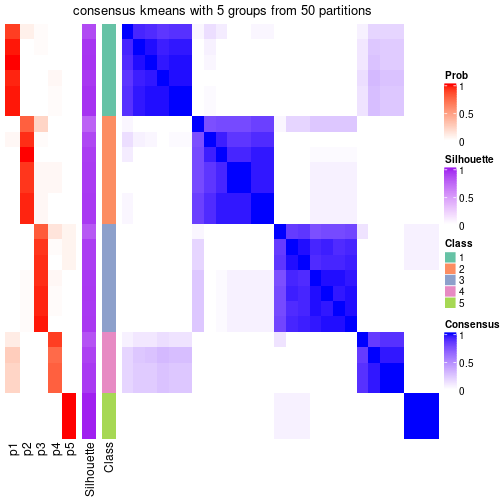 consensus kmeans with 5 groups from 50 partitions
Prob
1
0.5
0
Silhouette
1
0.5
0
Class
1
2
3
4
5
Consensus
1
0.5
0
p1
p2
p3
p4
p5
Silhouette
Class